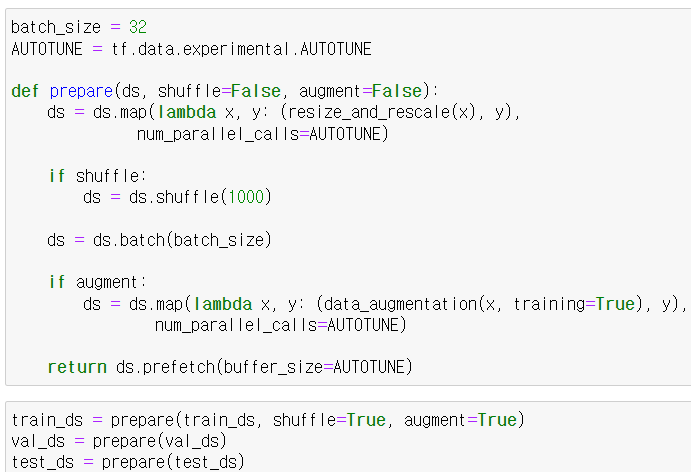 batch_size = 32
AUTOTUNE = tf.data.experimental.AUTOTUNE

def prepare(ds, shuffle=False, augment=False):
    ds = ds.map(lambda x, y: (resize_and_rescale(x), y),
                num_parallel_calls=AUTOTUNE)

    if shuffle:
        ds = ds.shuffle(1000)

    ds = ds.batch(batch_size)

    if augment:
        ds = ds.map(lambda x, y: (data_augmentation(x, training=True), y),
                    num_parallel_calls=AUTOTUNE)

    return ds.prefetch(buffer_size=AUTOTUNE)

train_ds = prepare(train_ds, shuffle=True, augment=True)
val_ds = prepare(val_ds)
test_ds = prepare(test_ds)